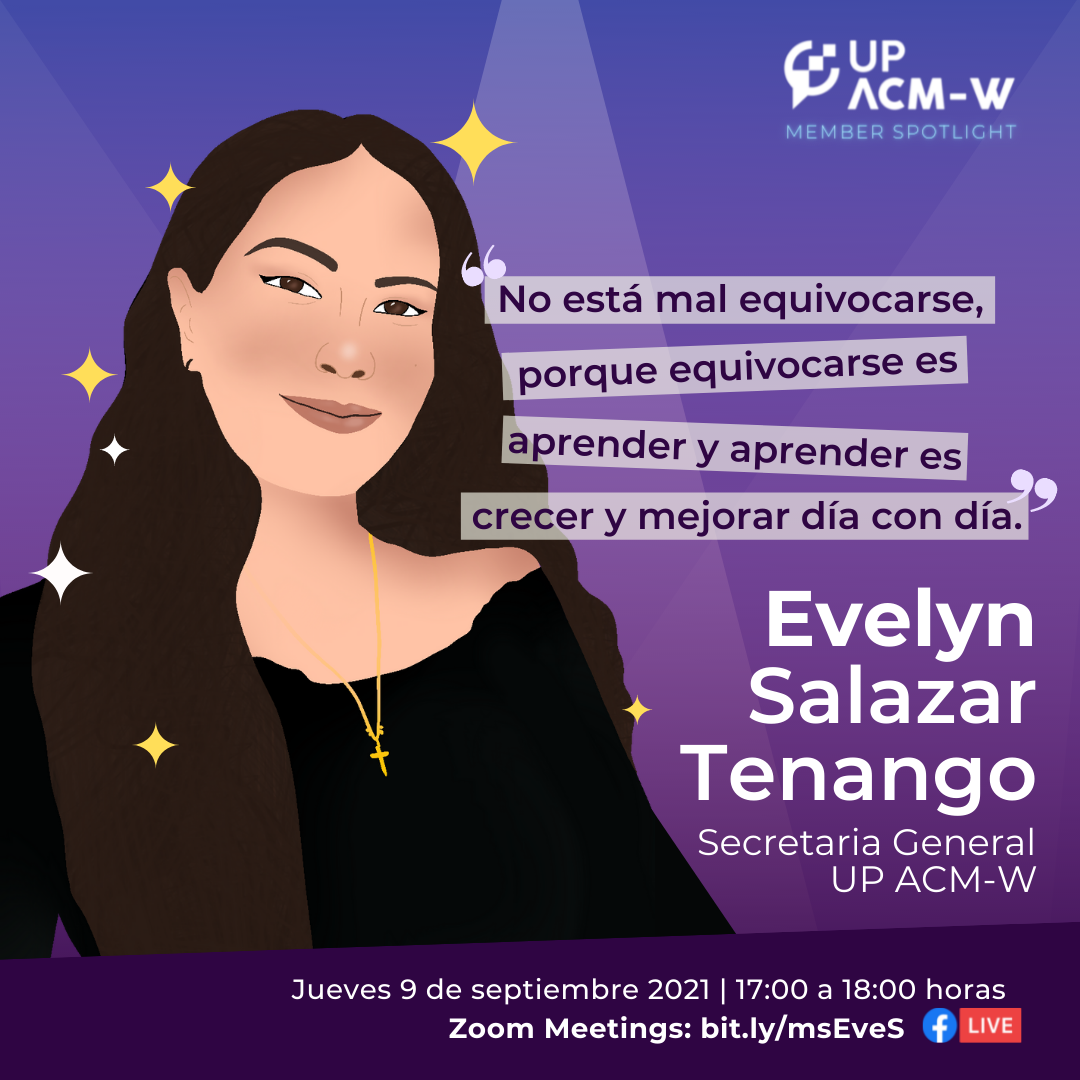 UP
ACM-W
MEMBER SPOTLIGHT
“No está mal equivocarse,
porque equivocarse es
aprender y aprender es
crecer y mejorar día con día.”
Evelyn
Salazar
Tenango
Secretaria General
UP ACM-W
Jueves 9 de septiembre 2021 | 17:00 a 18:00 horas
Zoom Meetings: bit.ly/msEveS f LIVE